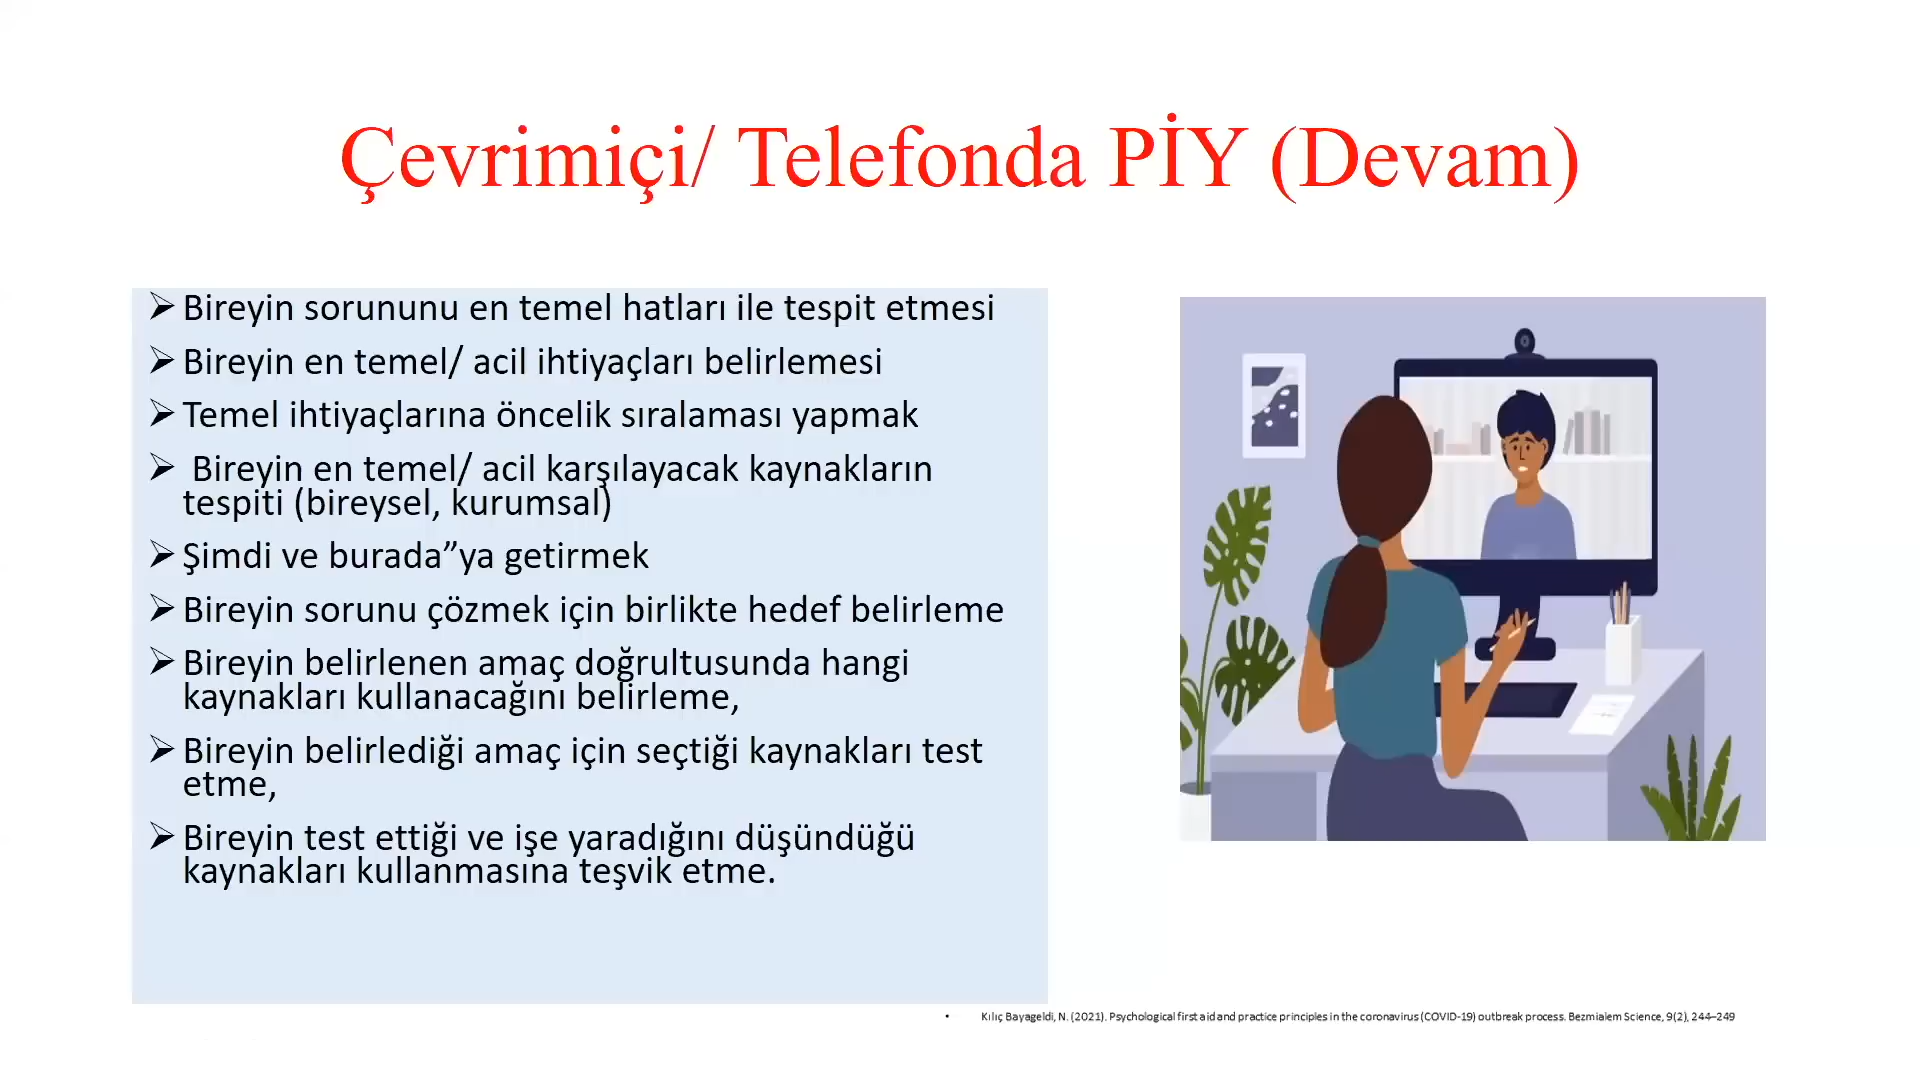 Çevrimiçi/ Telefonda PİY (Devam)
➢ Bireyin sorununu en temel hatları ile tespit etmesi
➢ Bireyin en temel/ acil ihtiyaçları belirlemesi
➢ Temel ihtiyaçlarına öncelik sıralaması yapmak
➢ Bireyin en temel/ acil karşılayacak kaynakların
tespiti (bireysel, kurumsal)
➢ Şimdi ve burada”ya getirmek
➢ Bireyin sorunu çözmek için birlikte hedef belirleme
➢ Bireyin belirlenen amaç doğrultusunda hangi
kaynakları kullanacağını belirleme,
➢ Bireyin belirlediği amaç için seçtiği kaynakları test
etme,
➢ Bireyin test ettiği ve işe yaradığını düşündüğü
kaynakları kullanmasına teşvik etme.
• Kılıç Bayageldi, N. (2021). Psychological first aid and practice principles in the coronavirus (COVID-19) outbreak process. Bezmialem Science, 9(2), 244–249